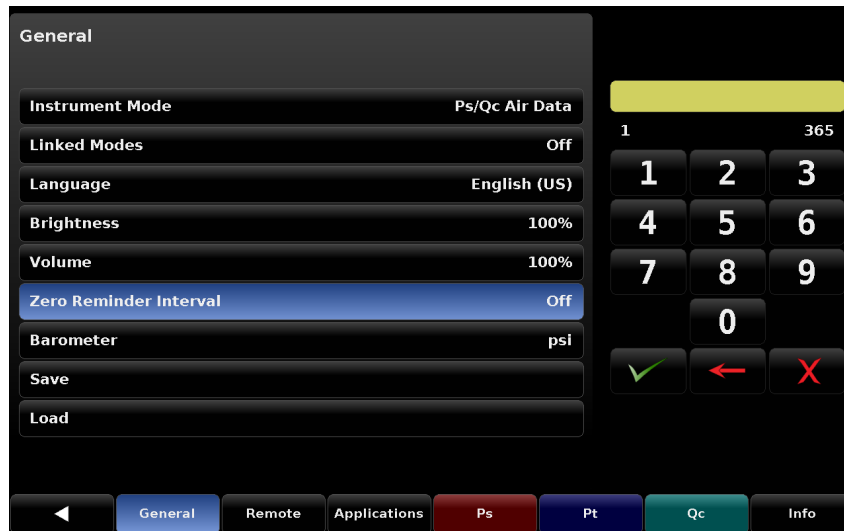 General
Instrument Mode Ps/Qc Air Data
Linked Modes Off
Language English (US)
Brightness 100%
Volume 100%
Zero Reminder Interval Off
Barometer psi
Save
Load
1 365
1 2 3
4 5 6
7 8 9
0
X
General Remote Applications Ps Pt Qc Info